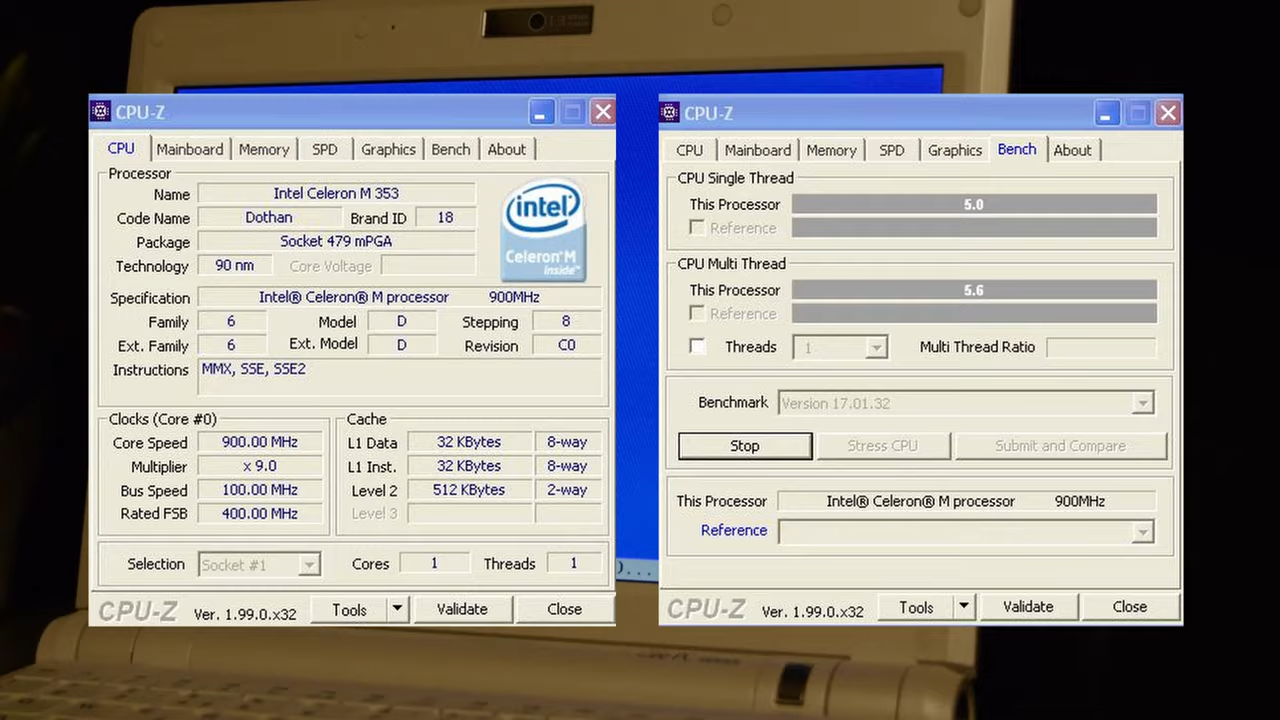 CPU-Z
CPU Mainboard Memory SPD Graphics Bench About
Processor
Name Intel Celeron M 353
Code Name Dothan Brand ID 18
Package Socket 479 mPGA
Technology 90 nm Core Voltage
intel
Celeron M
inside™
Specification Intel® Celeron® M processor 900MHz
Family 6 Model D Stepping 8
Ext. Family 6 Ext. Model D Revision C0
Instructions MMX, SSE, SSE2
Clocks (Core #0)
Core Speed 900.00 MHz
Multiplier x 9.0
Bus Speed 100.00 MHz
Rated FSB 400.00 MHz
Cache
L1 Data 32 KBytes 8-way
L1 Inst. 32 KBytes 8-way
Level 2 512 KBytes 2-way
Level 3
Selection Socket #1 Cores 1 Threads 1
CPU-Z Ver. 1.99.0.x32 Tools Validate Close
CPU-Z
CPU Mainboard Memory SPD Graphics Bench About
CPU Single Thread
This Processor 5.0
Reference
CPU Multi Thread
This Processor 5.6
Reference
Threads 1 Multi Thread Ratio
Benchmark Version 17.01.32
Stop Stress CPU Submit and Compare
This Processor Intel® Celeron® M processor 900MHz
Reference
CPU-Z Ver. 1.99.0.x32 Tools Validate Close
)...